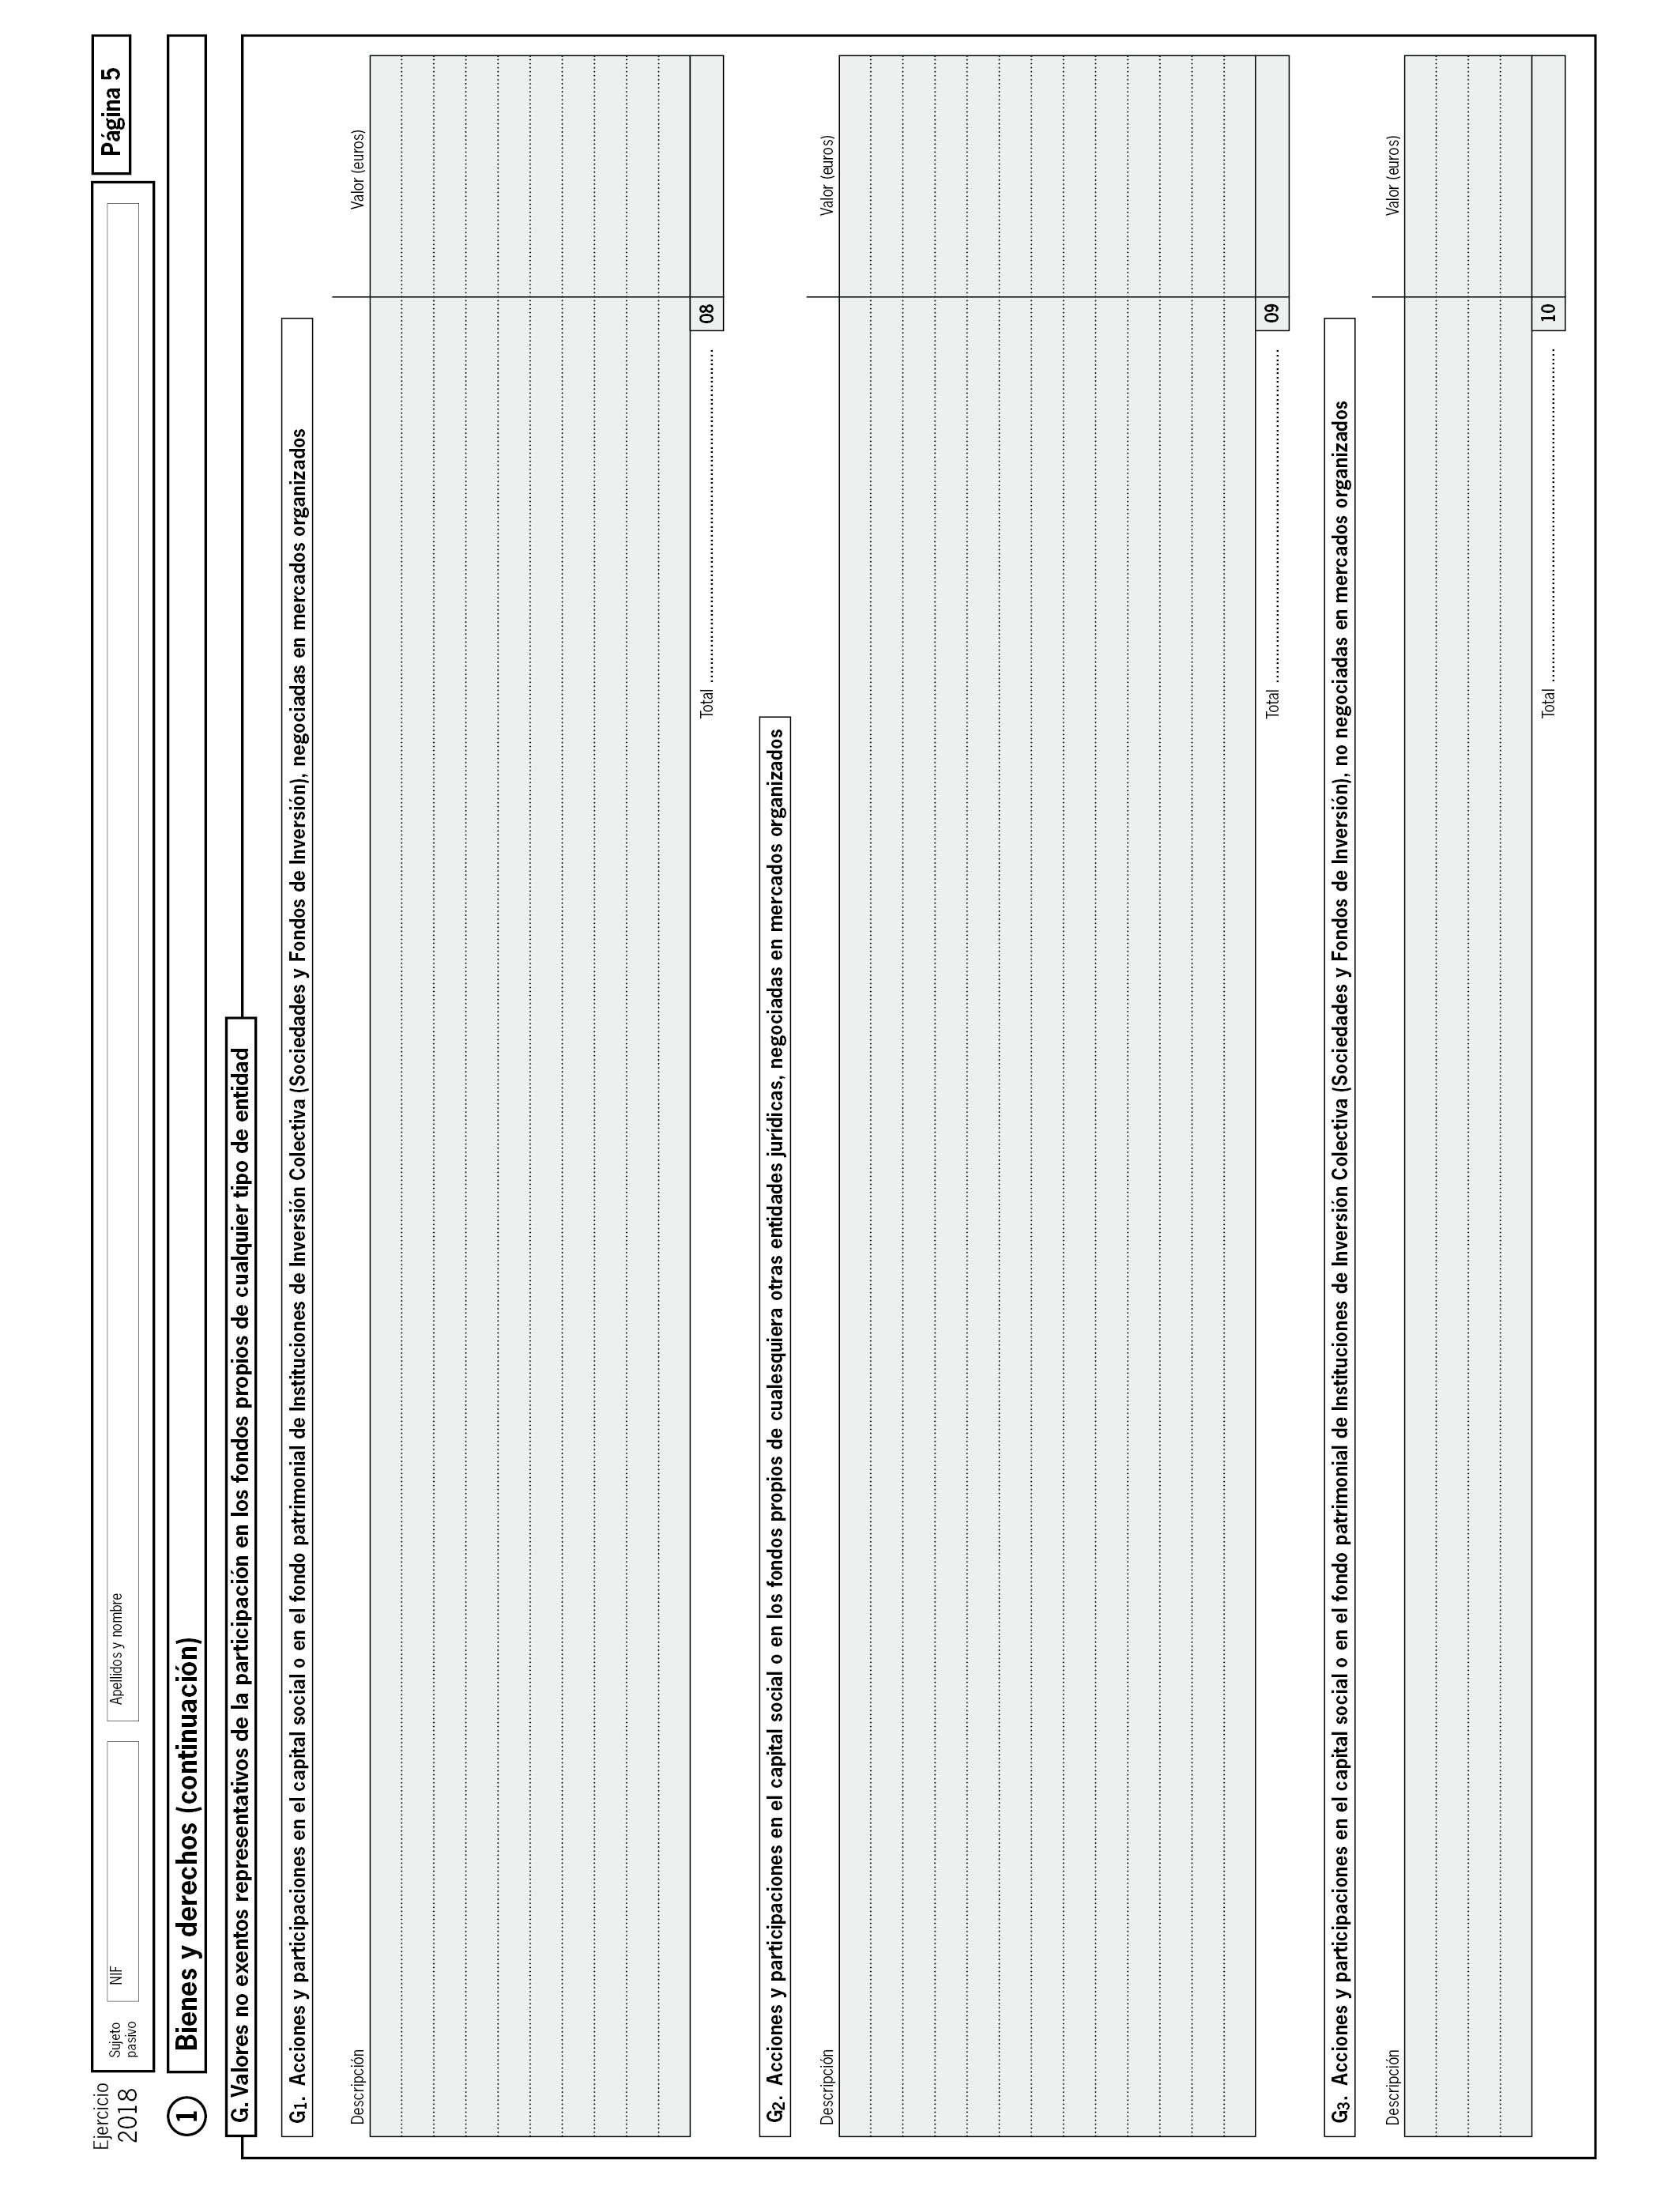 Ejercicio
2018
Sujeto
pasivo
NIF
Apellidos y nombre
Página 5
1 Bienes y derechos (continuación)
G. Valores no exentos representativos de la participación en los fondos propios de cualquier tipo de entidad
G1. Acciones y participaciones en el capital social o en el fondo patrimonial de Instituciones de Inversión Colectiva (Sociedades y Fondos de Inversión), negociadas en mercados organizados
Descripción Valor (euros)
Total ........................................................ 08
G2. Acciones y participaciones en el capital social o en los fondos propios de cualesquiera otras entidades jurídicas, negociadas en mercados organizados
Descripción Valor (euros)
Total ........................................................ 09
G3. Acciones y participaciones en el capital social o en el fondo patrimonial de Instituciones de Inversión Colectiva (Sociedades y Fondos de Inversión), no negociadas en mercados organizados
Descripción Valor (euros)
Total ........................................................ 10